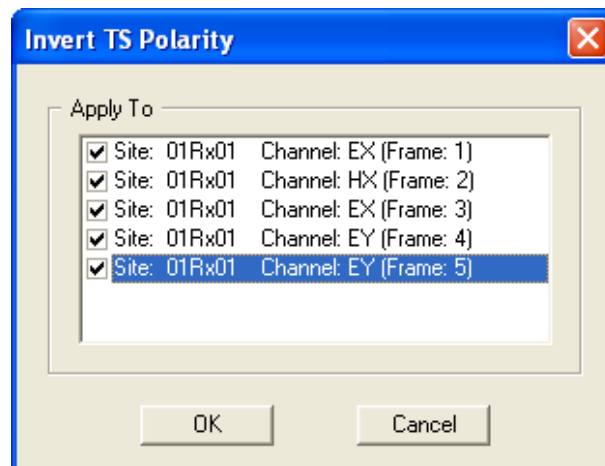 Invert TS Polarity
Apply To
Site: 01Rx01 Channel: EX (Frame: 1)
Site: 01Rx01 Channel: HX (Frame: 2)
Site: 01Rx01 Channel: EX (Frame: 3)
Site: 01Rx01 Channel: EY (Frame: 4)
Site: 01Rx01 Channel: EY (Frame: 5)
OK Cancel